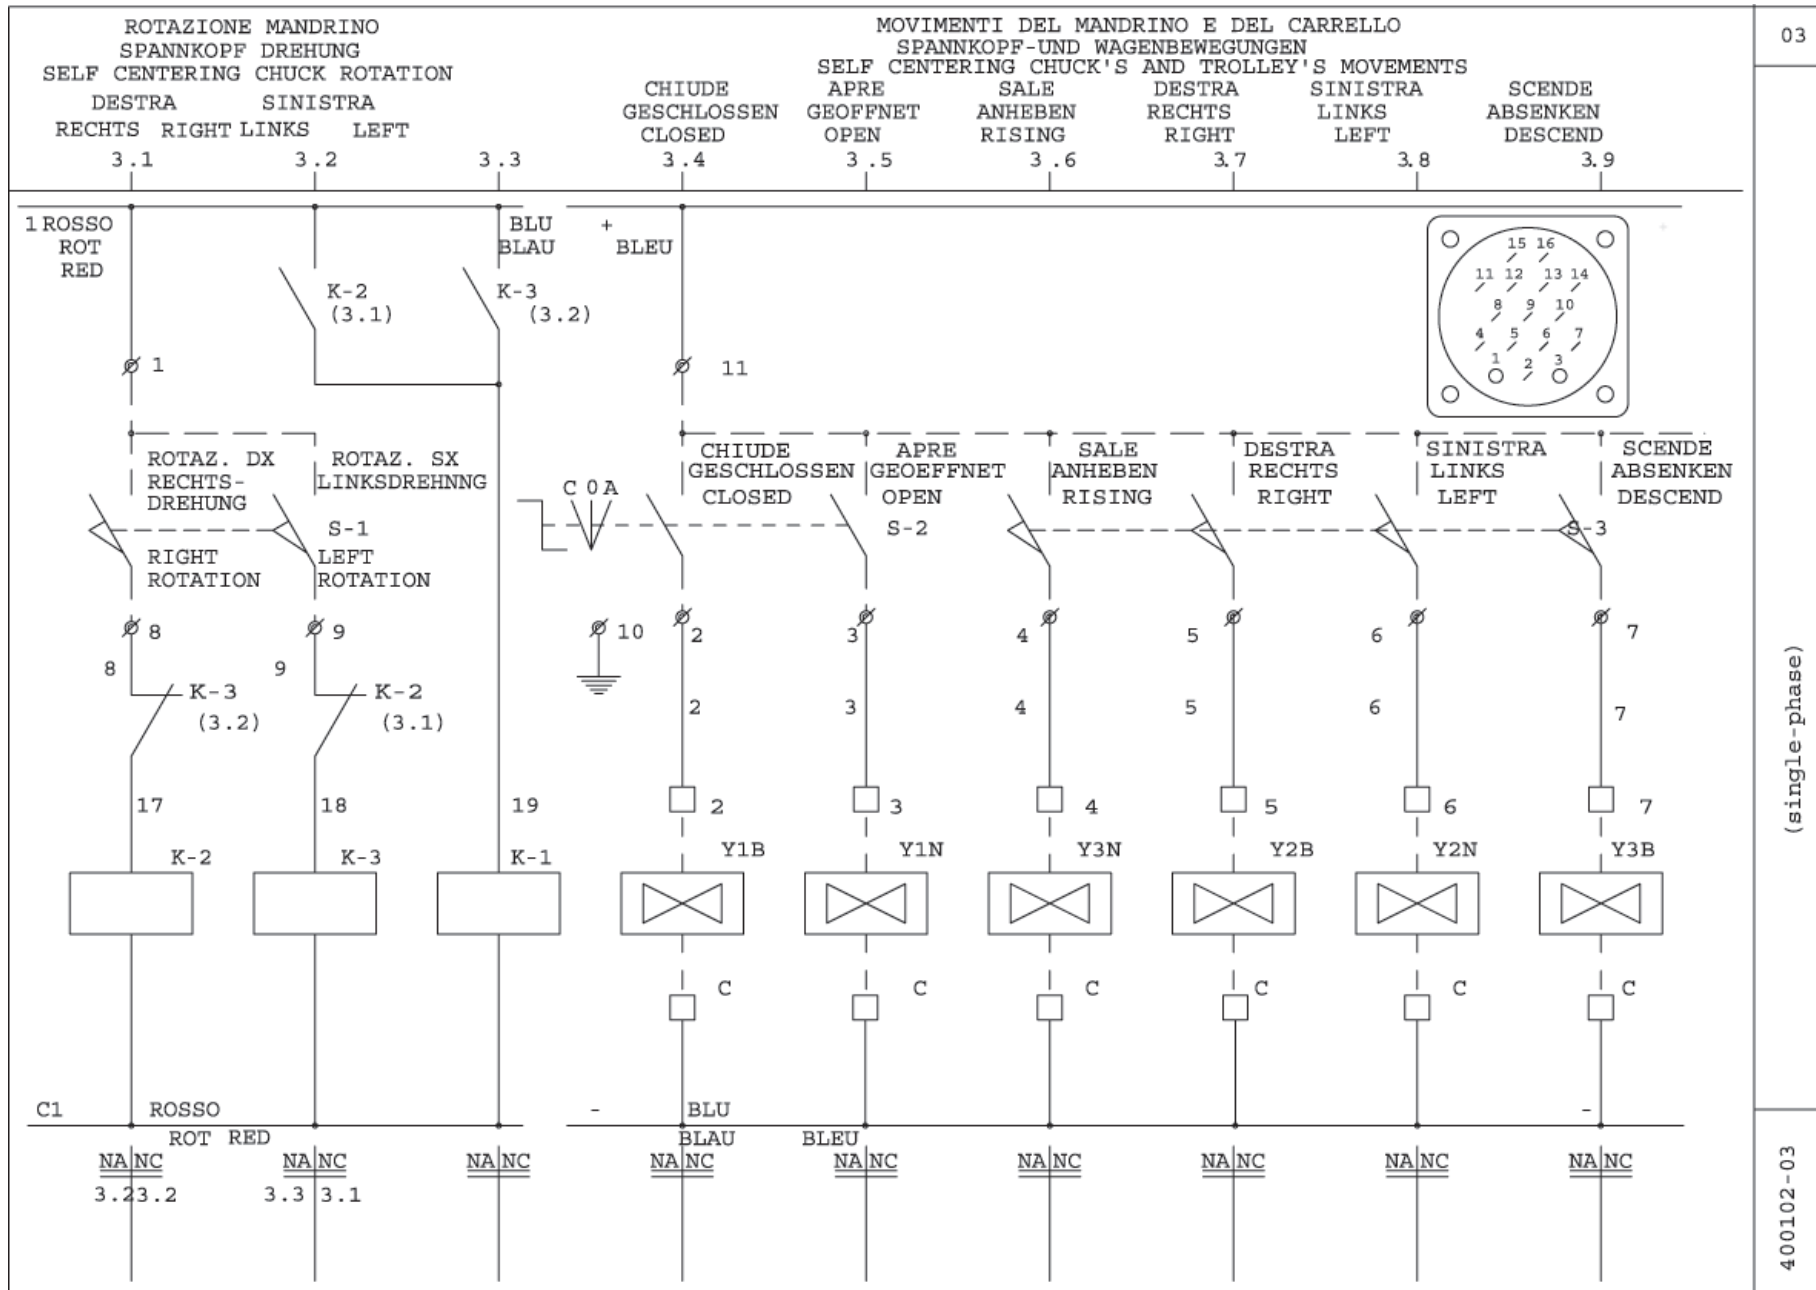 ROTAZIONE MANDRINO
SPANNKOPF DREHUNG
SELF CENTERING CHUCK ROTATION
DESTRA SINISTRA
RECHTS RIGHT LINKS LEFT
MOVIMENTI DEL MANDRINO E DEL CARRELLO
SPANNKOPF-UND WAGENBEWEGUNGEN
SELF CENTERING CHUCK'S AND TROLLEY'S MOVEMENTS
CHIUDE APRE SALE DESTRA SINISTRA SCENDE
GESCHLOSSEN GEOFFNET ANHEBEN RECHTS LINKS ABSENKEN
CLOSED OPEN RISING RIGHT LEFT DESCEND
03
3.1 3.2 3.3 3.4 3.5 3.6 3.7 3.8 3.9
1 ROSSO BLU +
ROT BLAU BLEU
RED
K-2 K-3
(3.1) (3.2)
15 16
11 12 13 14
8 9 10
4 5 6 7
1 2 3
1 11
ROTAZ. DX ROTAZ. SX
RECHTS- LINKSDREHNNG
DREHUNG
S-1
RIGHT LEFT
ROTATION ROTATION
CHIUDE APRE SALE DESTRA SINISTRA SCENDE
GESCHLOSSEN GEOEFFNET ANHEBEN RECHTS LINKS ABSENKEN
CLOSED OPEN RISING RIGHT LEFT DESCEND
C 0 A
S-2 S-3
8 9 10 2 3 4 5 6 7
8 9
K-3 K-2
(3.2) (3.1)
2 3 4 5 6 7
17 18 19 2 3 4 5 6 7
K-2 K-3 K-1 Y1B Y1N Y3N Y2B Y2N Y3B
C C C C C C
C1 ROSSO - BLU -
ROT RED BLAU BLEU
NA NC NA NC NA NC NA NC NA NC NA NC NA NC NA NC NA NC
3.2 3.2 3.3 3.1
(single-phase)
400102-03